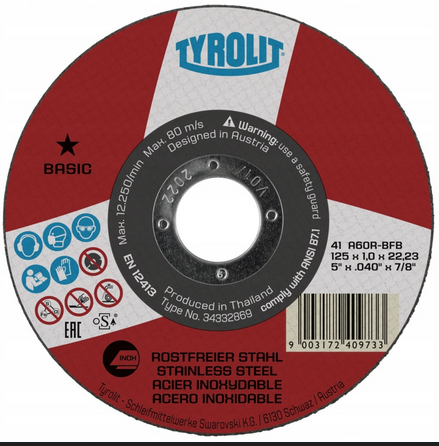 TYROLIT
BASIC
Max. 12.250/min Max. 80 m/s
Designed in Austria
Warning: use a safety guard
EN 12413
Produced in Thailand
Type No. 34332869
comply with ANSI B7.1
V01/
2022
41 A60R-BFB
125 x 1,0 x 22,23
5" x .040" x 7/8"
EAC
oSa
9 003172 409733
INOX
ROSTFREIER STAHL
STAINLESS STEEL
ACIER INOXYDABLE
ACERO INOXIDABLE
Tyrolit - Schleifmittelwerke Swarovski K.G. / 6130 Schwaz / Austria